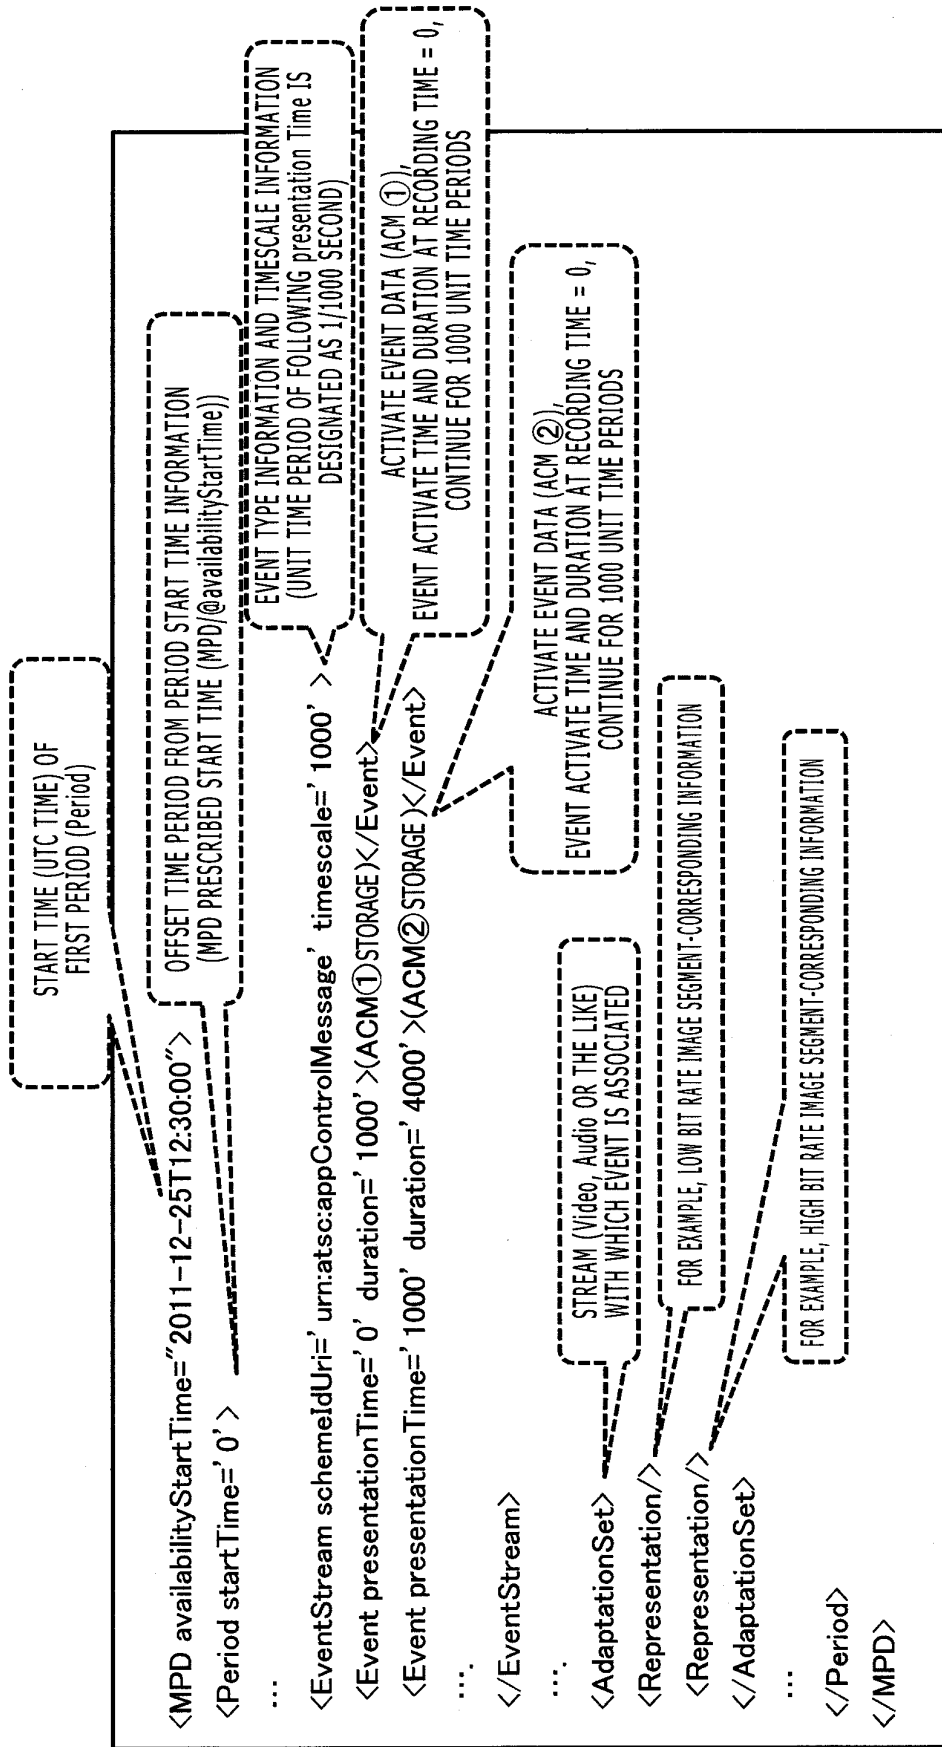 START TIME (UTC TIME) OF
FIRST PERIOD (Period)
<MPD availabilityStartTime="2011-12-25T12:30:00">
OFFSET TIME PERIOD FROM PERIOD START TIME INFORMATION
(MPD PRESCRIBED START TIME (MPD/@availabilityStartTime))
<Period startTime='0'>
...
EVENT TYPE INFORMATION AND TIMESCALE INFORMATION
(UNIT TIME PERIOD OF FOLLOWING presentation Time IS
DESIGNATED AS 1/1000 SECOND)
<EventStream schemeIdUri='urn:atsc:appControlMessage' timescale='1000' >
<Event presentationTime='0' duration='1000'>(ACM①STORAGE)</Event>
ACTIVATE EVENT DATA (ACM ①),
EVENT ACTIVATE TIME AND DURATION AT RECORDING TIME = 0,
CONTINUE FOR 1000 UNIT TIME PERIODS
<Event presentationTime='1000' duration='4000'>(ACM②STORAGE)</Event>
ACTIVATE EVENT DATA (ACM ②),
EVENT ACTIVATE TIME AND DURATION AT RECORDING TIME = 0,
CONTINUE FOR 1000 UNIT TIME PERIODS
....
</EventStream>
....
STREAM (Video, Audio OR THE LIKE)
WITH WHICH EVENT IS ASSOCIATED
<AdaptationSet>
<Representation/>
FOR EXAMPLE, LOW BIT RATE IMAGE SEGMENT-CORRESPONDING INFORMATION
<Representation/>
FOR EXAMPLE, HIGH BIT RATE IMAGE SEGMENT-CORRESPONDING INFORMATION
</AdaptationSet>
...
</Period>
</MPD>